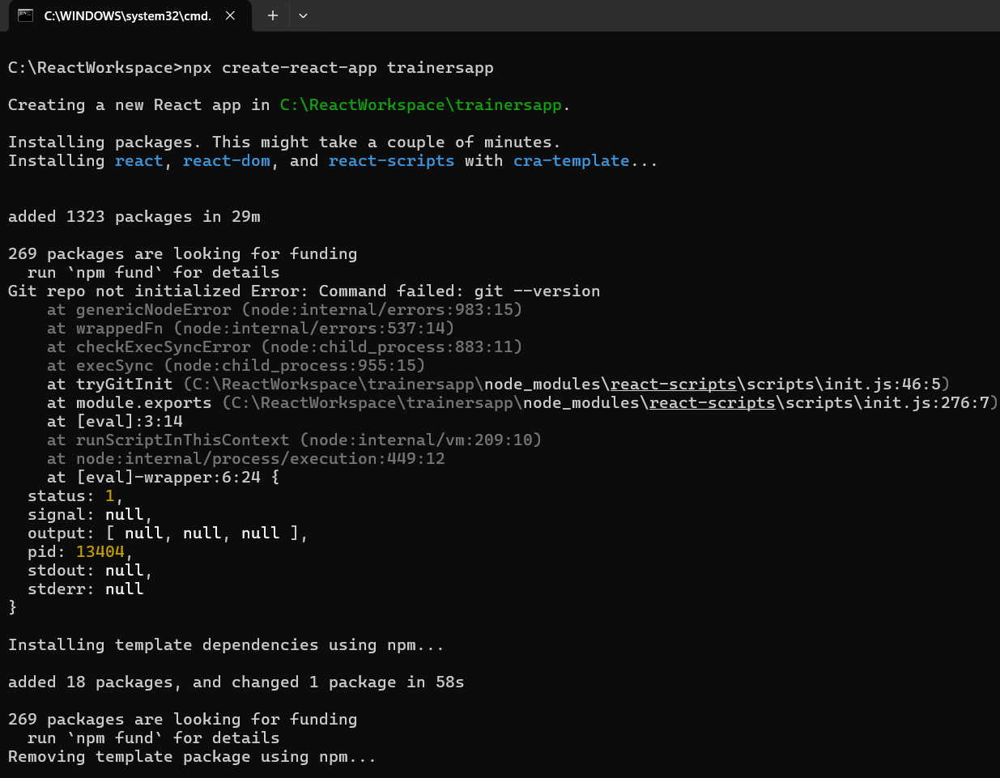 C:\WINDOWS\system32\cmd.
C:\ReactWorkspace>npx create-react-app trainersapp
Creating a new React app in C:\ReactWorkspace\trainersapp.
Installing packages. This might take a couple of minutes.
Installing react, react-dom, and react-scripts with cra-template...
added 1323 packages in 29m
269 packages are looking for funding
  run `npm fund` for details
Git repo not initialized Error: Command failed: git --version
    at genericNodeError (node:internal/errors:983:15)
    at wrappedFn (node:internal/errors:537:14)
    at checkExecSyncError (node:child_process:883:11)
    at execSync (node:child_process:955:15)
    at tryGitInit (C:\ReactWorkspace\trainersapp\node_modules\react-scripts\scripts\init.js:46:5)
    at module.exports (C:\ReactWorkspace\trainersapp\node_modules\react-scripts\scripts\init.js:276:7)
    at [eval]:3:14
    at runScriptInThisContext (node:internal/vm:209:10)
    at node:internal/process/execution:449:12
    at [eval]-wrapper:6:24 {
  status: 1,
  signal: null,
  output: [ null, null, null ],
  pid: 13404,
  stdout: null,
  stderr: null
}
Installing template dependencies using npm...
added 18 packages, and changed 1 package in 58s
269 packages are looking for funding
  run `npm fund` for details
Removing template package using npm...